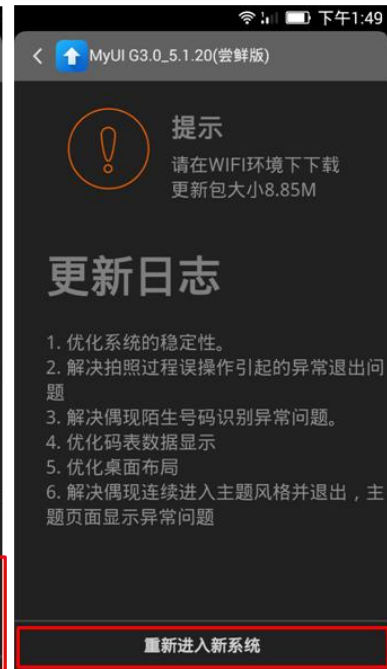 下午1:49
MyUI G3.0_5.1.20(尝鲜版)
提示
请在WIFI环境下下载
更新包大小8.85M
更新日志
1. 优化系统的稳定性。
2. 解决拍照过程误操作引起的异常退出问
题
3. 解决偶现陌生号码识别异常问题。
4. 优化码表数据显示
5. 优化桌面布局
6. 解决偶现连续进入主题风格并退出，主
题页面显示异常问题
重新进入新系统